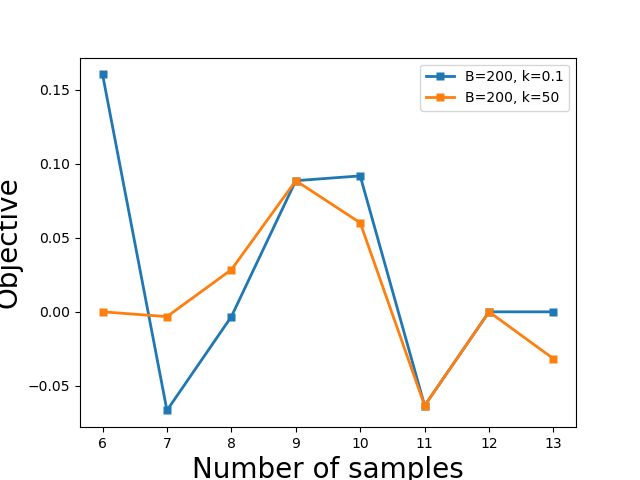 B=200, k=0.1
B=200, k=50
0.15
0.10
0.05
0.00
−0.05
Objective
6 7 8 9 10 11 12 13
Number of samples